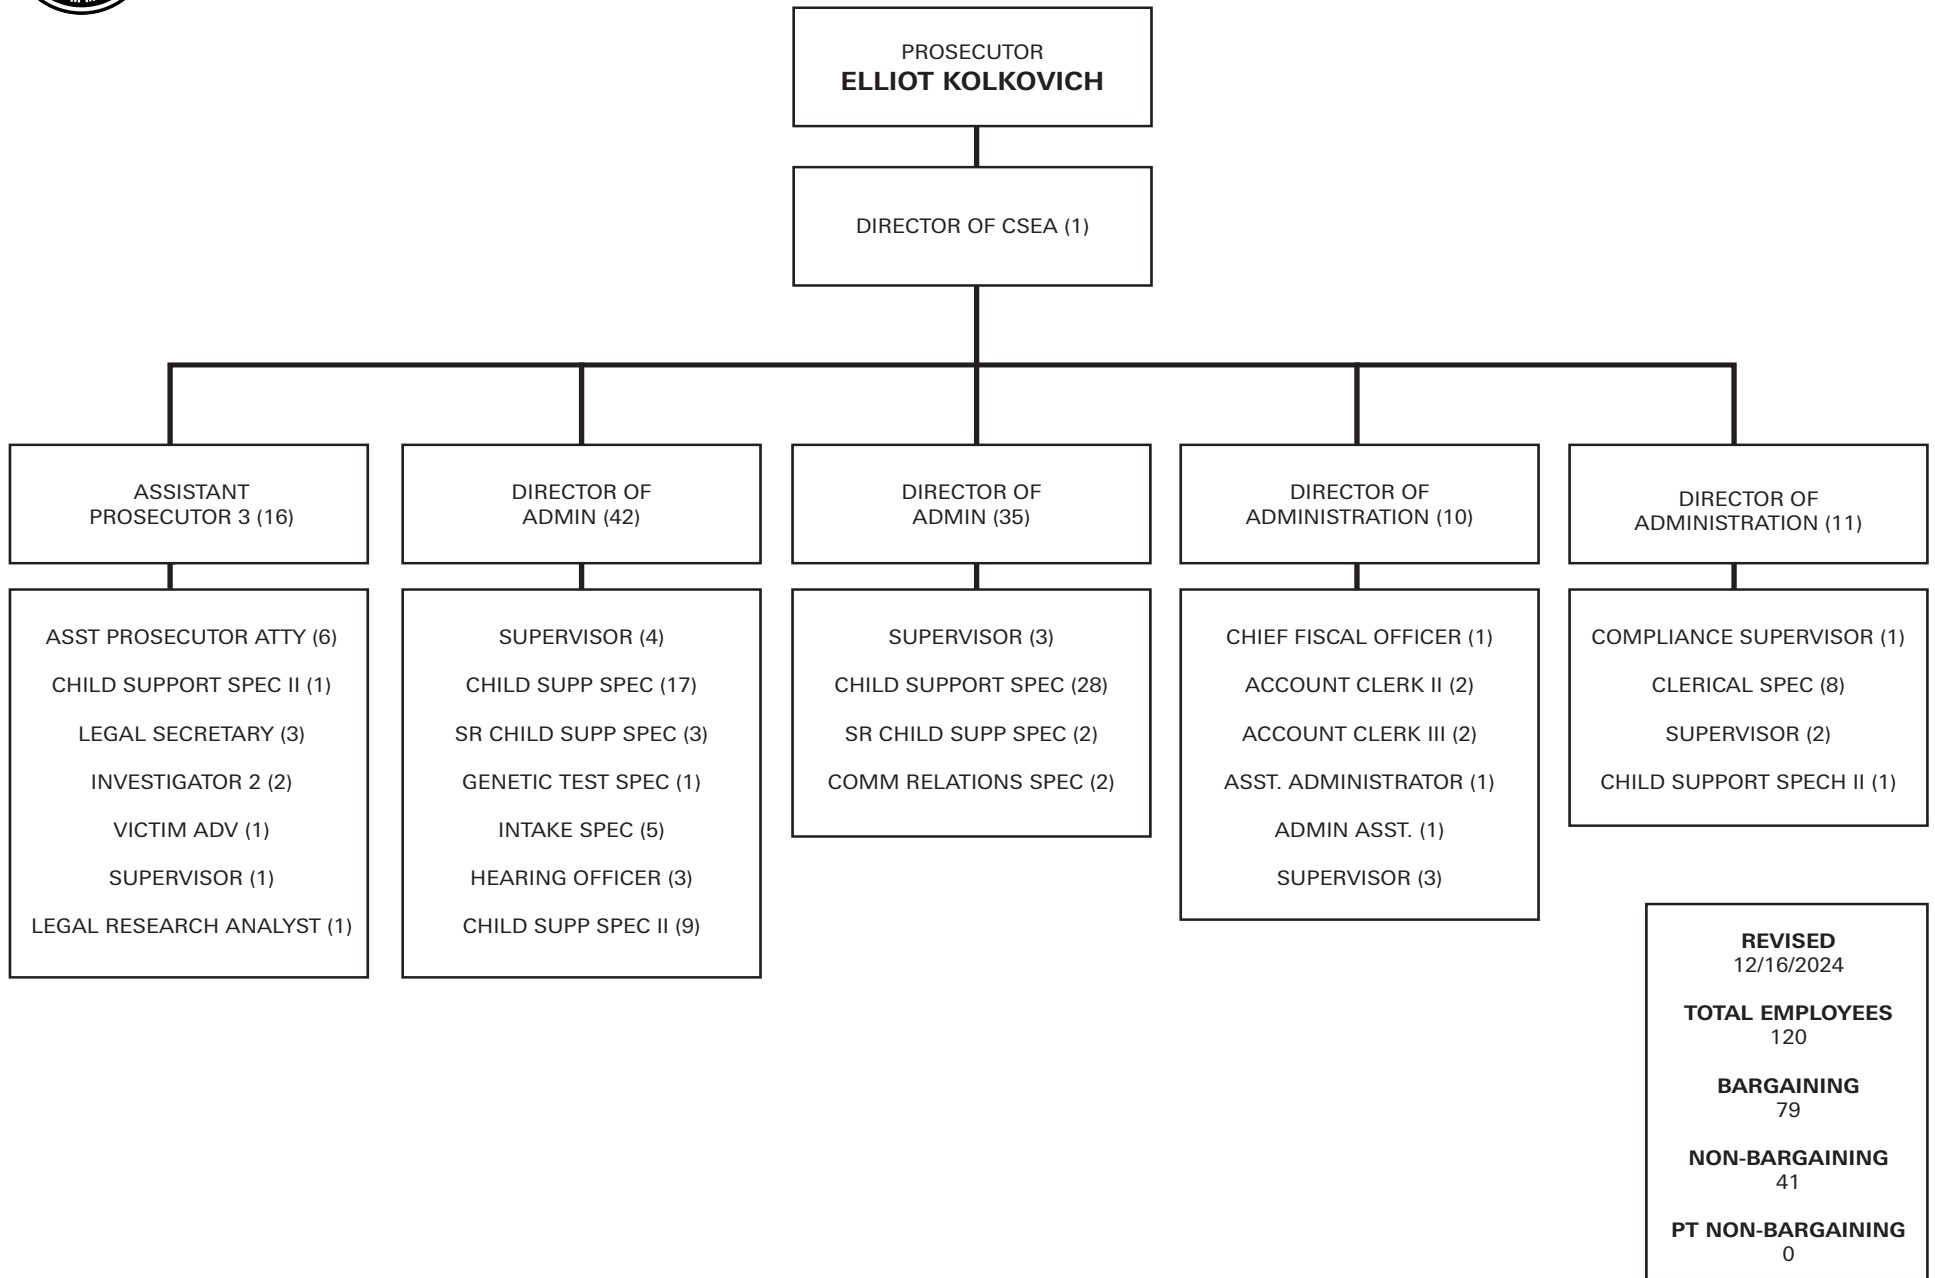 PROSECUTOR
ELLIOT KOLKOVICH
DIRECTOR OF CSEA (1)
ASSISTANT
PROSECUTOR 3 (16)
DIRECTOR OF
ADMIN (42)
DIRECTOR OF
ADMIN (35)
DIRECTOR OF
ADMINISTRATION (10)
DIRECTOR OF
ADMINISTRATION (11)
ASST PROSECUTOR ATTY (6)
CHILD SUPPORT SPEC II (1)
LEGAL SECRETARY (3)
INVESTIGATOR 2 (2)
VICTIM ADV (1)
SUPERVISOR (1)
LEGAL RESEARCH ANALYST (1)
SUPERVISOR (4)
CHILD SUPP SPEC (17)
SR CHILD SUPP SPEC (3)
GENETIC TEST SPEC (1)
INTAKE SPEC (5)
HEARING OFFICER (3)
CHILD SUPP SPEC II (9)
SUPERVISOR (3)
CHILD SUPPORT SPEC (28)
SR CHILD SUPP SPEC (2)
COMM RELATIONS SPEC (2)
CHIEF FISCAL OFFICER (1)
ACCOUNT CLERK II (2)
ACCOUNT CLERK III (2)
ASST. ADMINISTRATOR (1)
ADMIN ASST. (1)
SUPERVISOR (3)
COMPLIANCE SUPERVISOR (1)
CLERICAL SPEC (8)
SUPERVISOR (2)
CHILD SUPPORT SPECH II (1)
REVISED
12/16/2024
TOTAL EMPLOYEES
120
BARGAINING
79
NON-BARGAINING
41
PT NON-BARGAINING
0